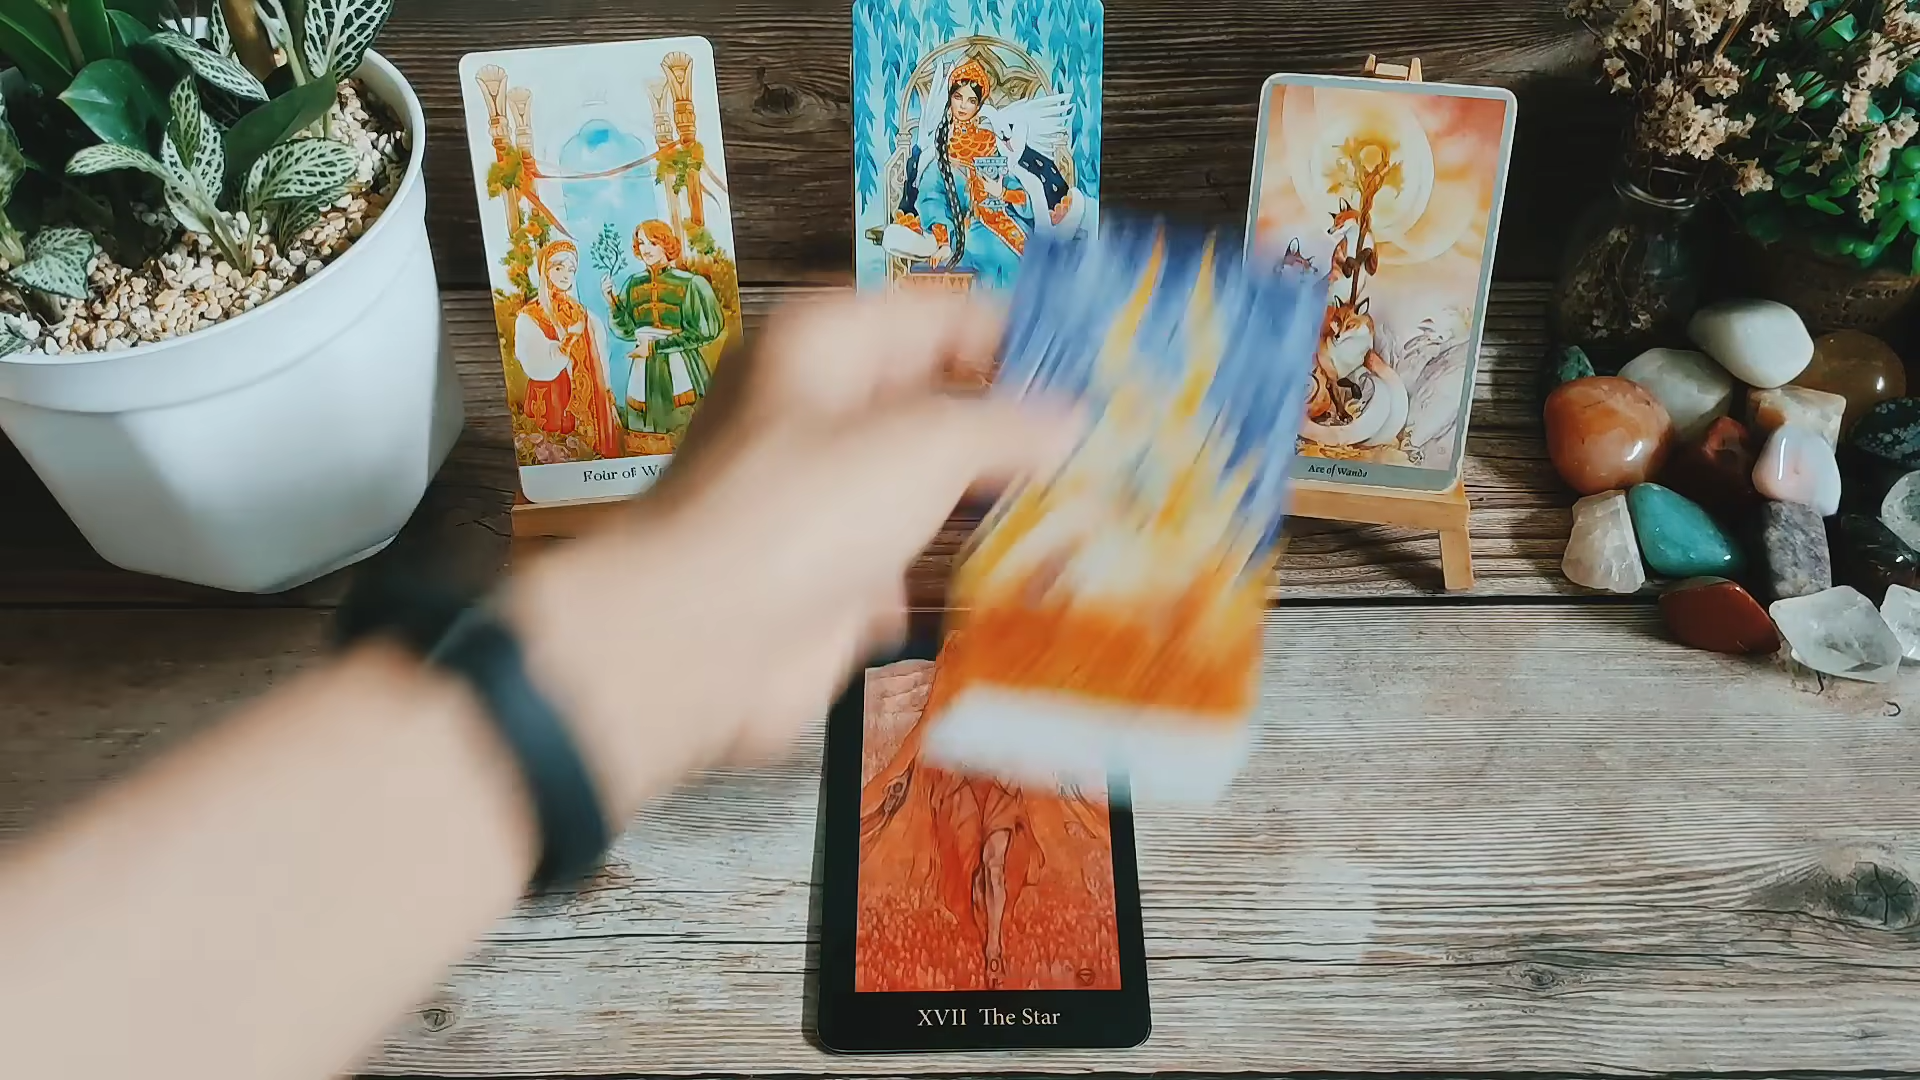 Four of W
Ace of Wands
XVII The Star